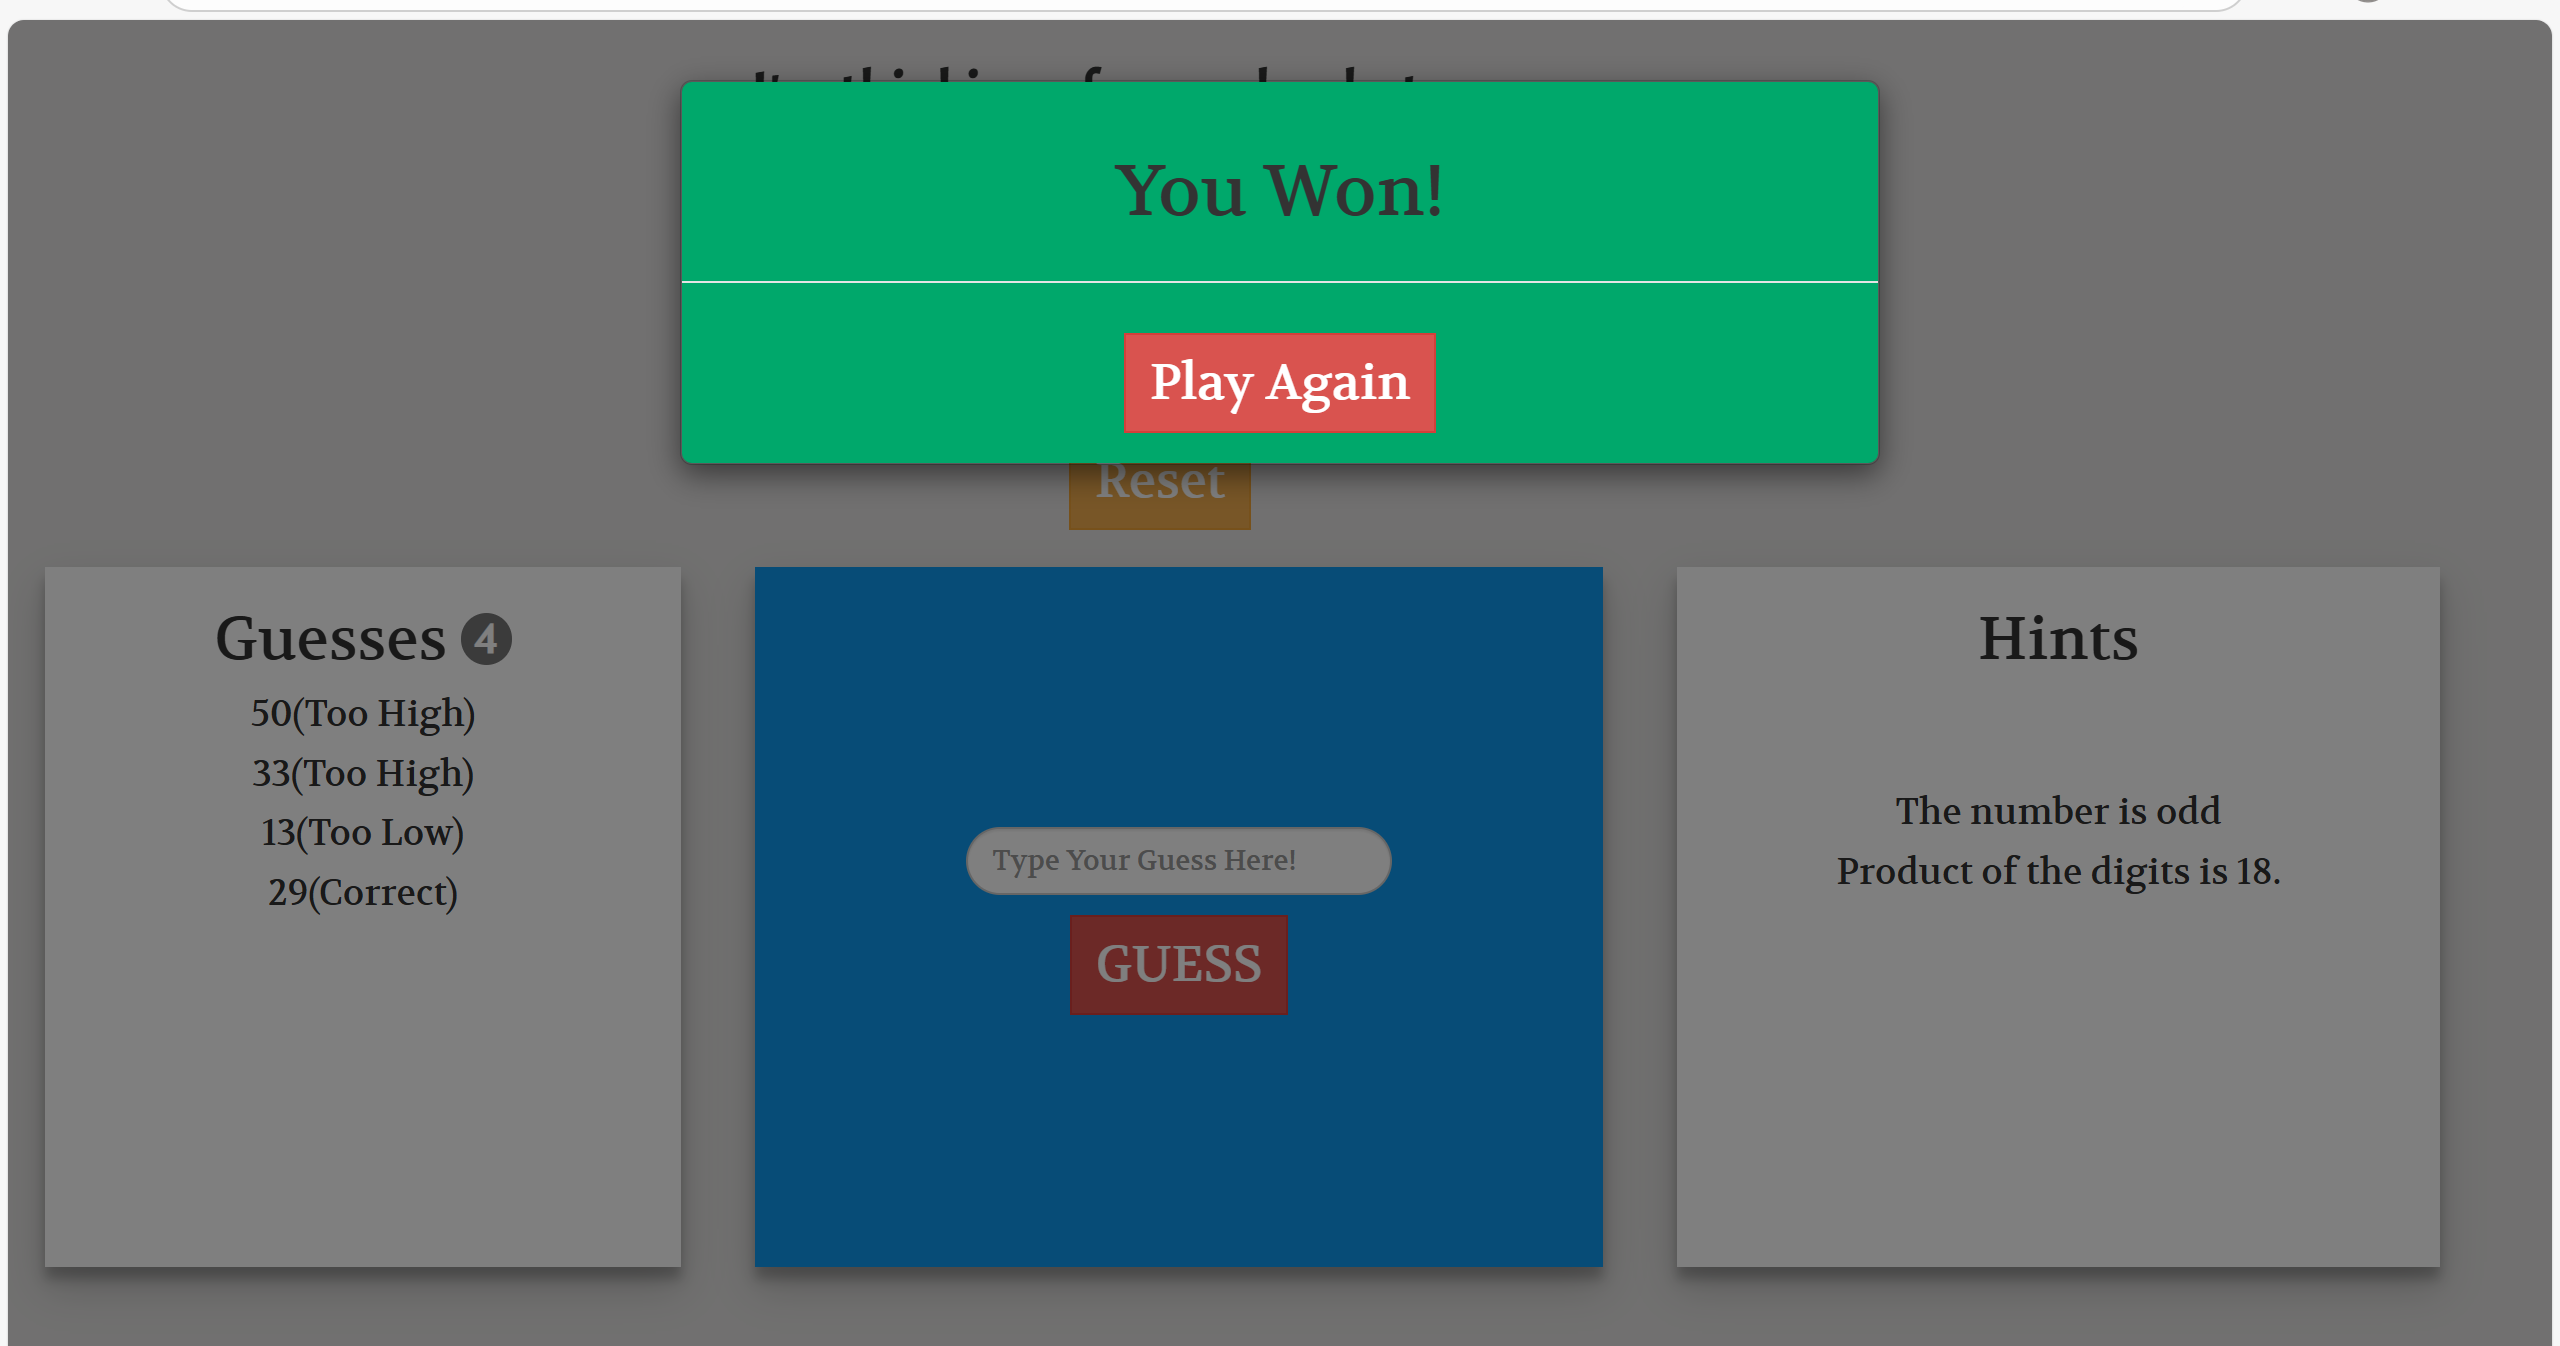 You Won!
Play Again
Reset
Guesses 4
50(Too High)
33(Too High)
13(Too Low)
29(Correct)
Type Your Guess Here!
GUESS
Hints
The number is odd
Product of the digits is 18.